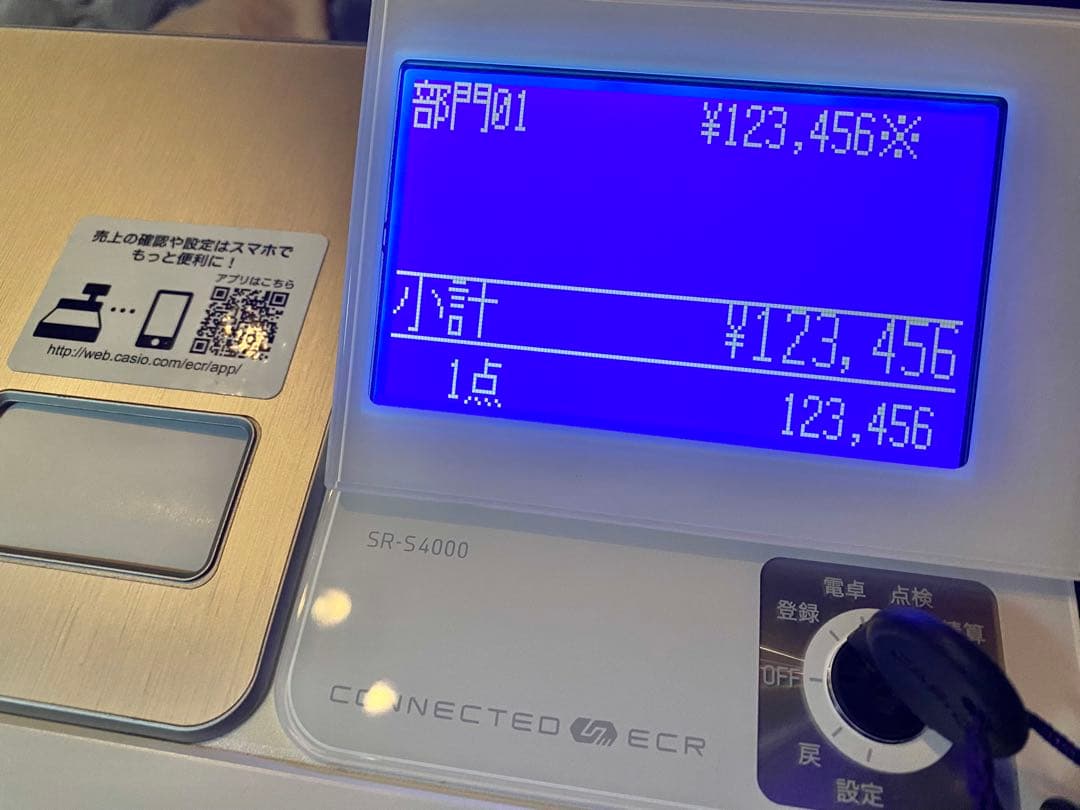 部門01 ¥123,456※
小計 ¥123,456
1点 123,456
売上の確認や設定はスマホで
もっと便利に!
アプリはこちら
http://web.casio.com/ecr/app/
SR-S4000
CONNECTED ECR
電卓 点検
登録
算
OFF
戻
設定